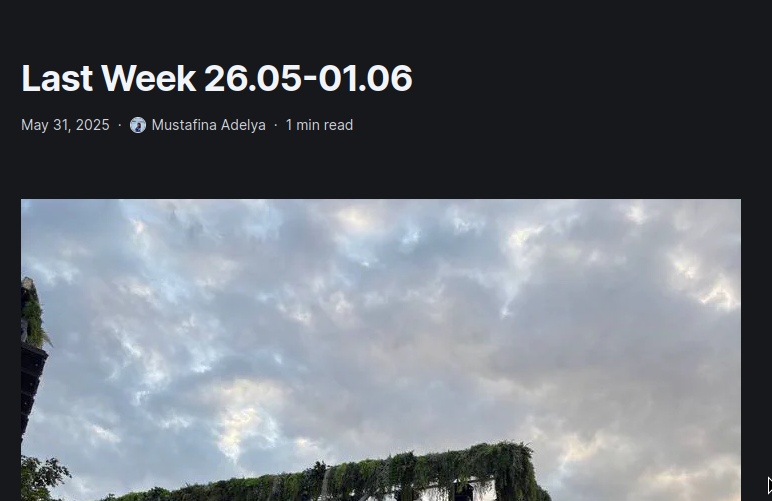 Last Week 26.05-01.06
May 31, 2025 · Mustafina Adelya · 1 min read